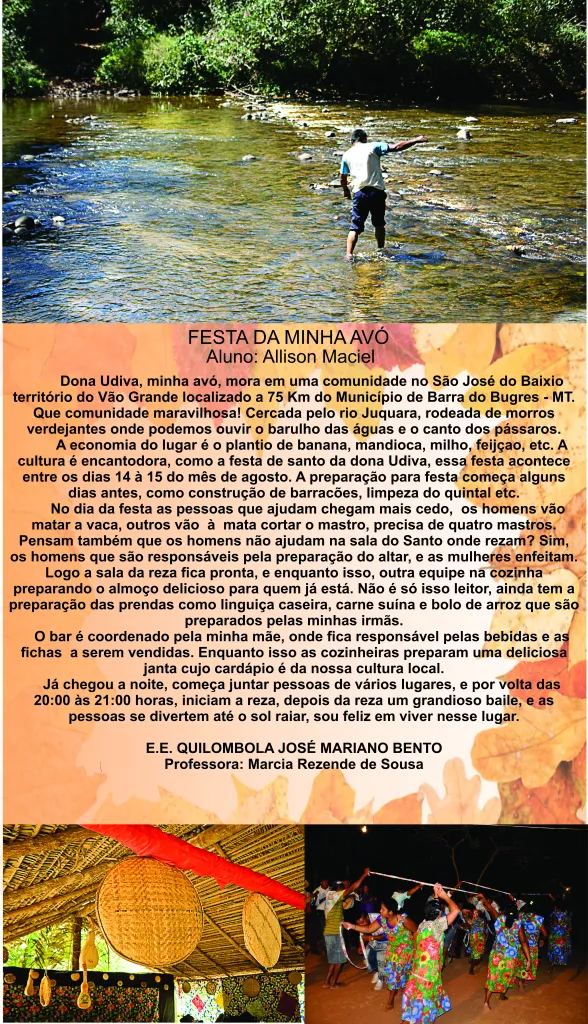 FESTA DA MINHA AVÓ
Aluno: Allison Maciel
Dona Udiva, minha avó, mora em uma comunidade no São José do Baixio
território do Vão Grande localizado a 75 Km do Município de Barra do Bugres - MT.
Que comunidade maravilhosa! Cercada pelo rio Juquara, rodeada de morros
verdejantes onde podemos ouvir o barulho das águas e o canto dos pássaros.
A economia do lugar é o plantio de banana, mandioca, milho, feijçao, etc. A
cultura é encantodora, como a festa de santo da dona Udiva, essa festa acontece
entre os dias 14 à 15 do mês de agosto. A preparação para festa começa alguns
dias antes, como construção de barracões, limpeza do quintal etc.
No dia da festa as pessoas que ajudam chegam mais cedo, os homens vão
matar a vaca, outros vão à mata cortar o mastro, precisa de quatro mastros.
Pensam também que os homens não ajudam na sala do Santo onde rezam? Sim,
os homens que são responsáveis pela preparação do altar, e as mulheres enfeitam.
Logo a sala da reza fica pronta, e enquanto isso, outra equipe na cozinha
preparando o almoço delicioso para quem já está. Não é só isso leitor, ainda tem a
preparação das prendas como linguiça caseira, carne suína e bolo de arroz que são
preparados pelas minhas irmãs.
O bar é coordenado pela minha mãe, onde fica responsável pelas bebidas e as
fichas a serem vendidas. Enquanto isso as cozinheiras preparam uma deliciosa
janta cujo cardápio é da nossa cultura local.
Já chegou a noite, começa juntar pessoas de vários lugares, e por volta das
20:00 às 21:00 horas, iniciam a reza, depois da reza um grandioso baile, e as
pessoas se divertem até o sol raiar, sou feliz em viver nesse lugar.
E.E. QUILOMBOLA JOSÉ MARIANO BENTO
Professora: Marcia Rezende de Sousa